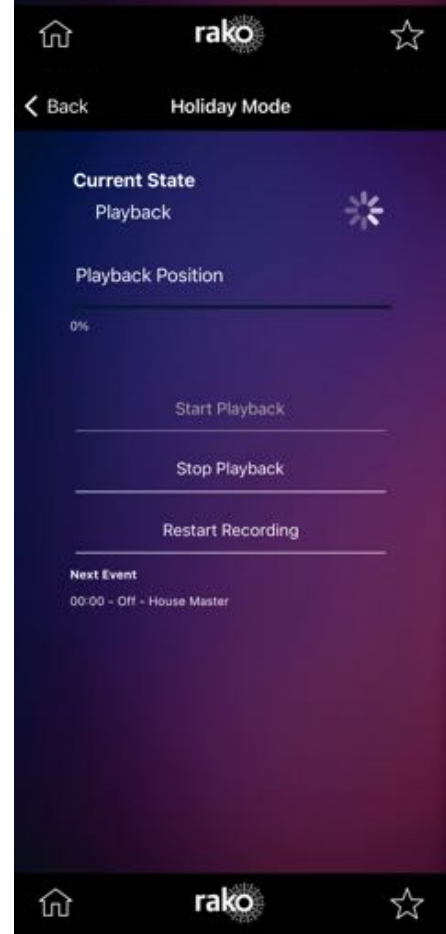 rako
Back Holiday Mode
Current State
Playback
Playback Position
0%
Start Playback
Stop Playback
Restart Recording
Next Event
00:00 - Off - House Master
rako